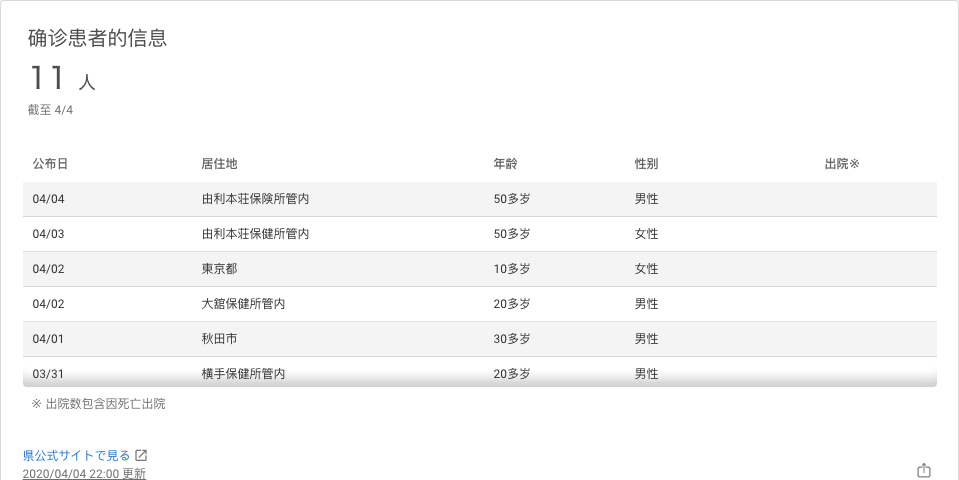 确诊患者的信息
11 人
截至 4/4
公布日 居住地 年龄 性别 出院※
04/04 由利本荘保険所管内 50多岁 男性
04/03 由利本荘保健所管内 50多岁 女性
04/02 東京都 10多岁 女性
04/02 大舘保健所管内 20多岁 男性
04/01 秋田市 30多岁 男性
03/31 横手保健所管内 20多岁 男性
※ 出院数包含因死亡出院
県公式サイトで見る
2020/04/04 22:00 更新